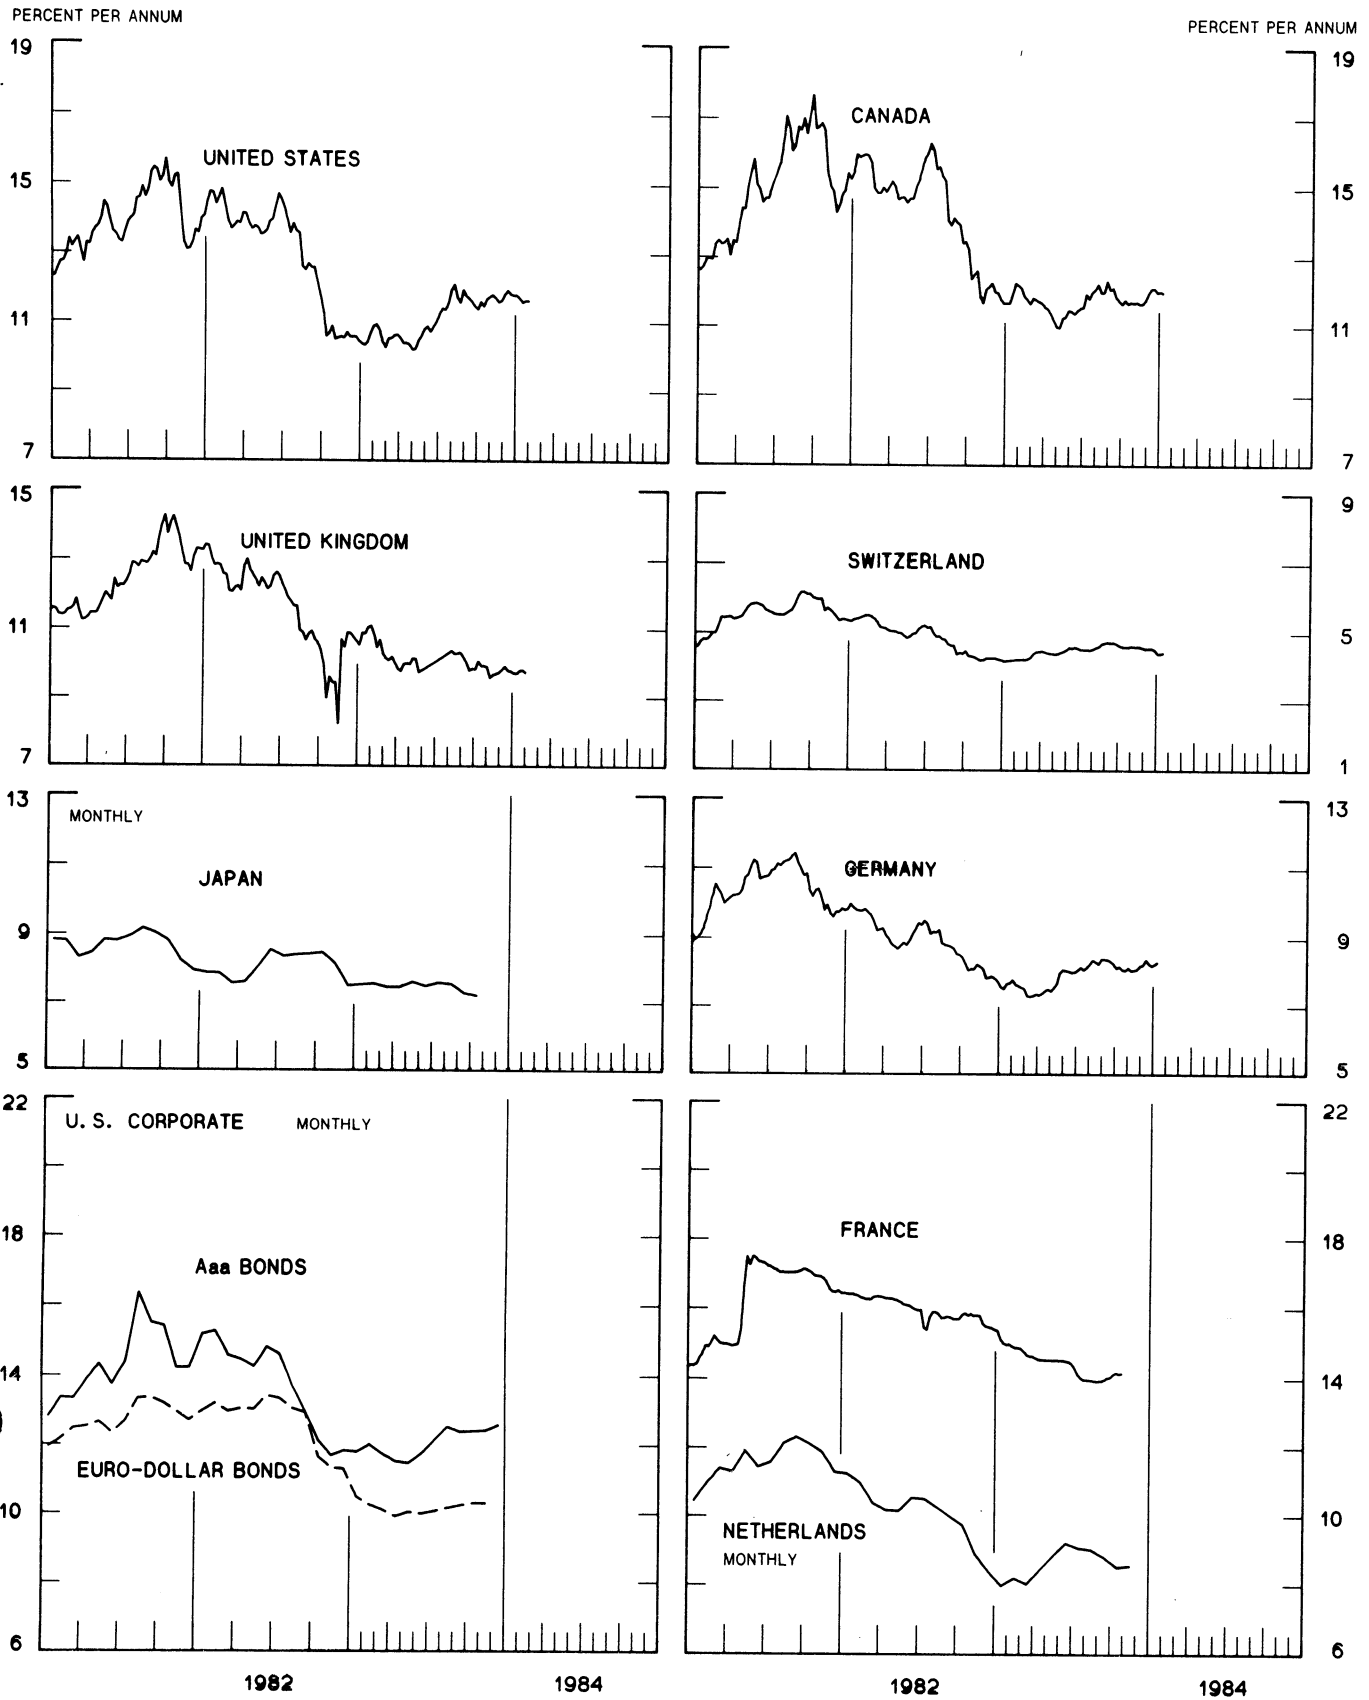 PERCENT PER ANNUM
PERCENT PER ANNUM
19
15
11
7
UNITED STATES
CANADA
19
15
11
7
15
11
7
UNITED KINGDOM
SWITZERLAND
9
5
1
13
9
5
MONTHLY
JAPAN
GERMANY
13
9
5
22
18
14
10
6
U.S. CORPORATE MONTHLY
Aaa BONDS
EURO-DOLLAR BONDS
FRANCE
NETHERLANDS
MONTHLY
22
18
14
10
6
1982
1984
1982
1984